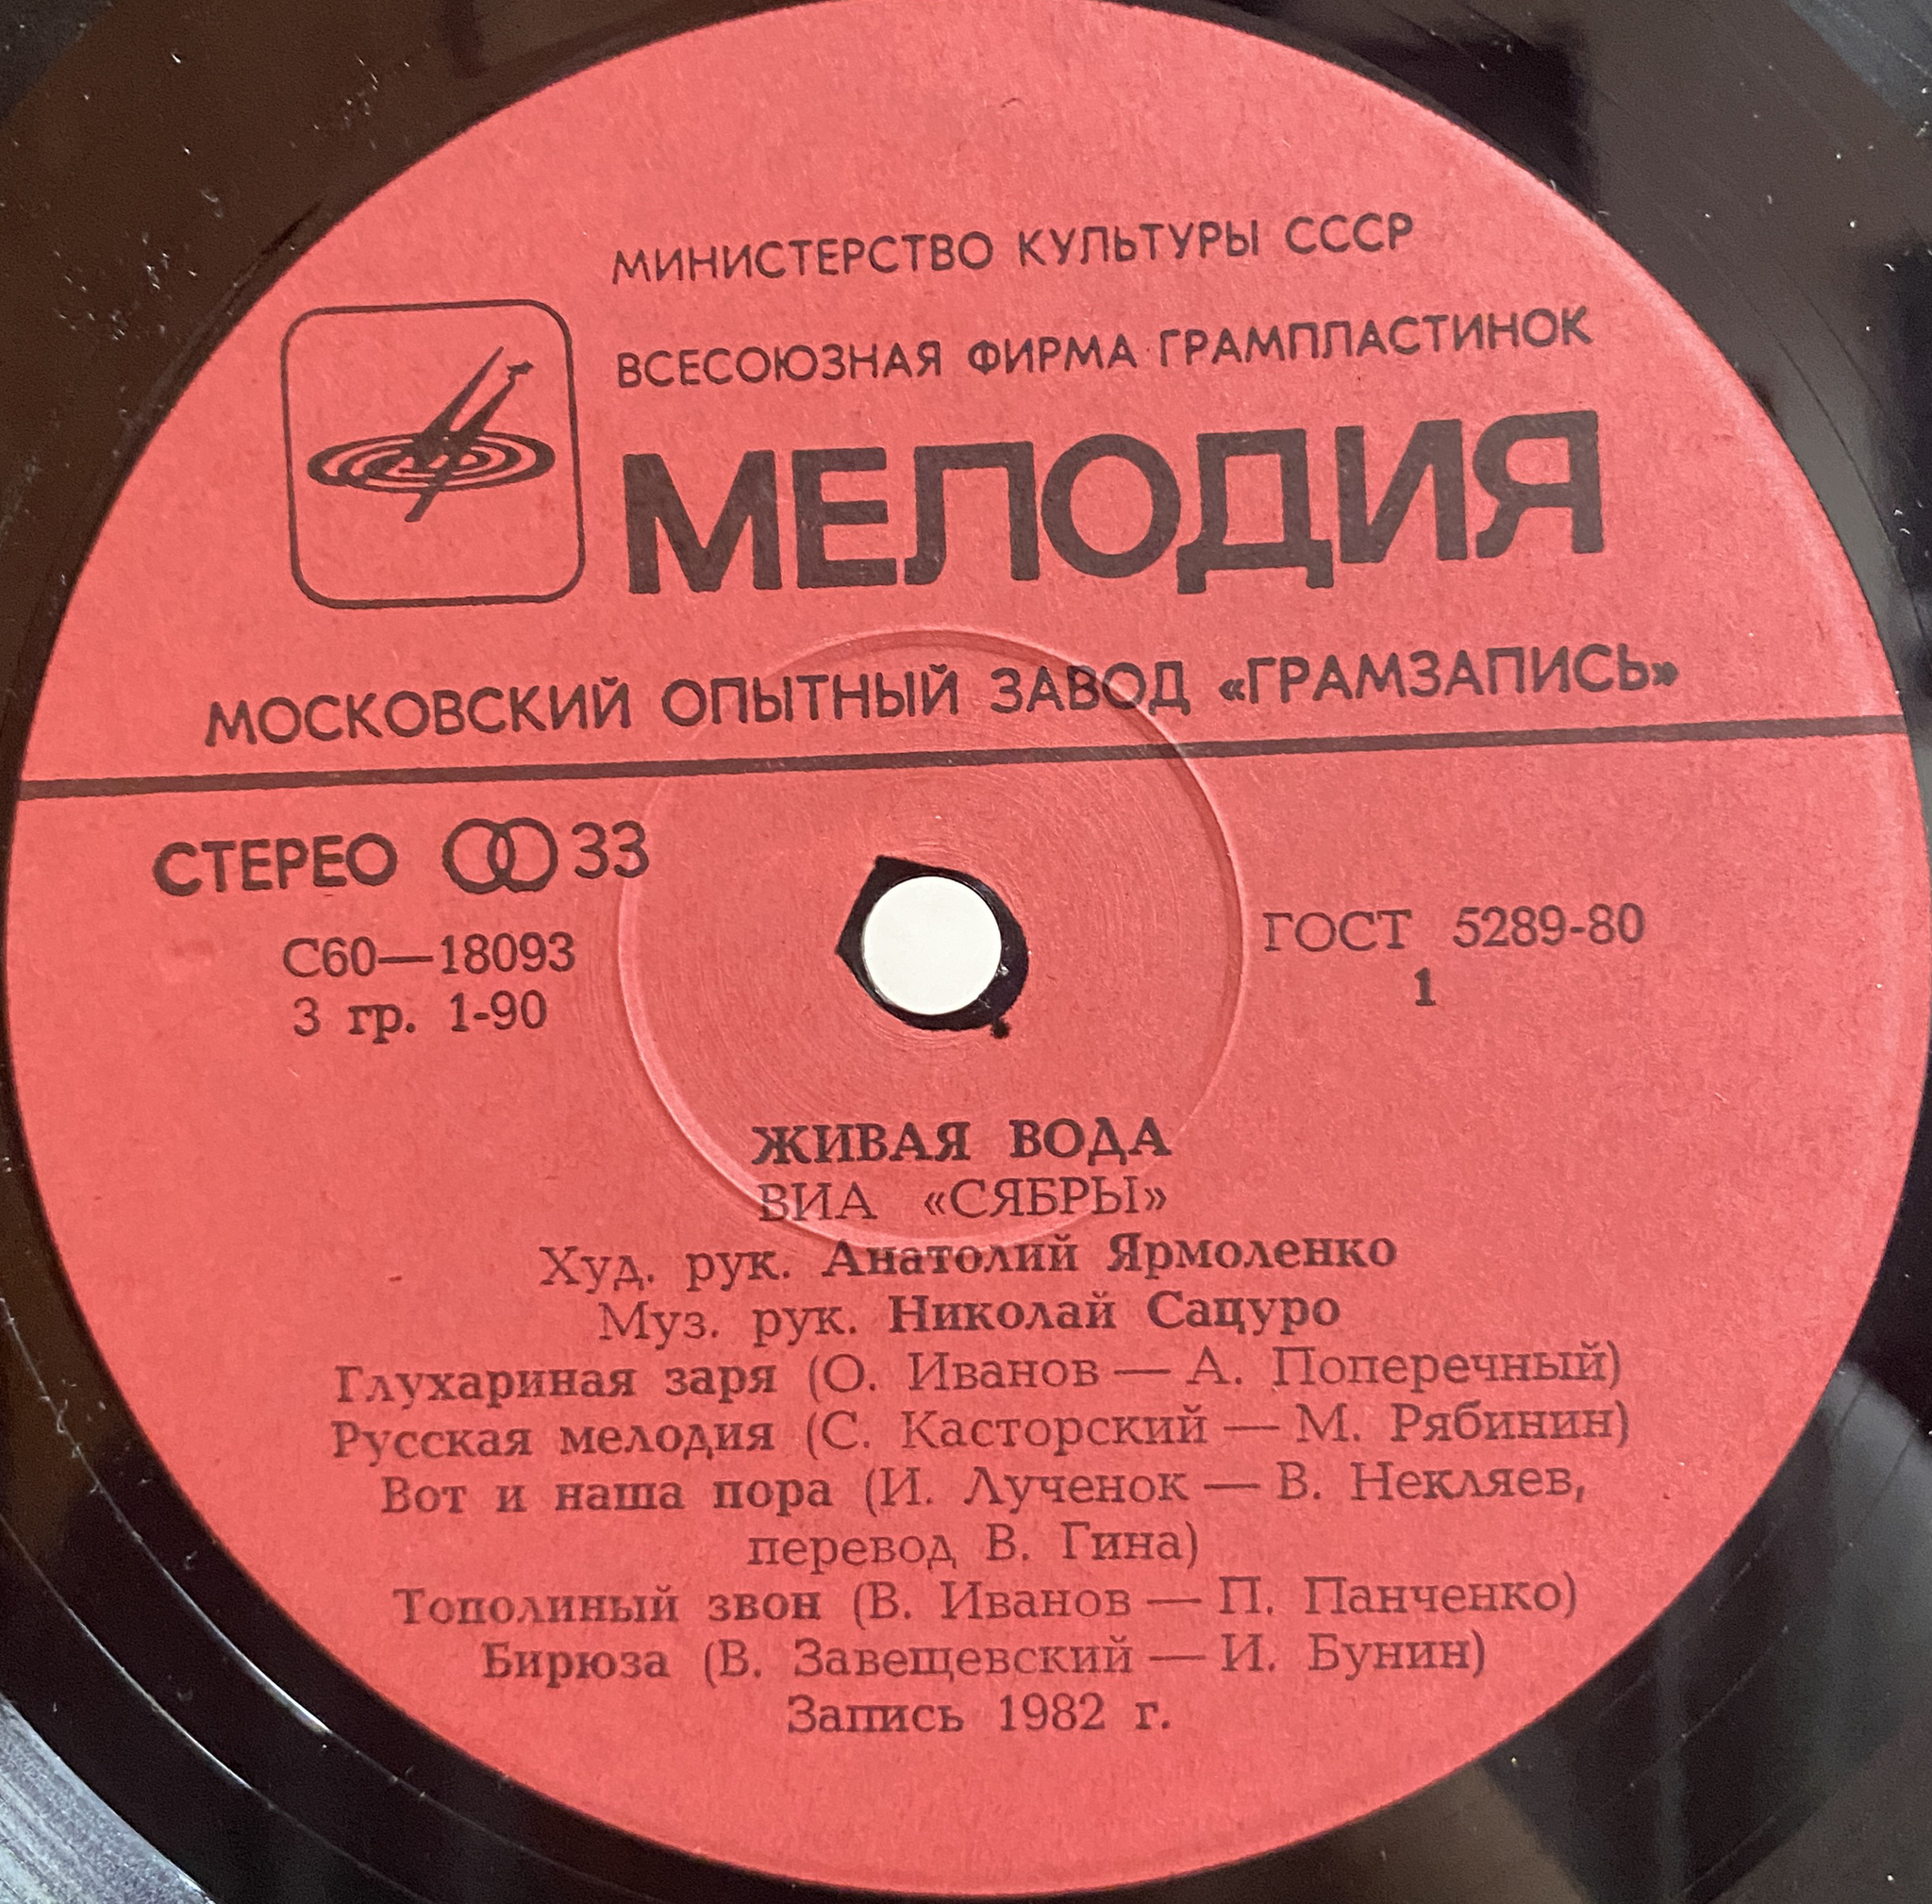 МИНИСТЕРСТВО КУЛЬТУРЫ СССР
ВСЕСОЮЗНАЯ ФИРМА ГРАМПЛАСТИНОК
МЕЛОДИЯ
МОСКОВСКИЙ ОПЫТНЫЙ ЗАВОД «ГРАМЗАПИСЬ»
СТЕРЕО 33
С60—18093
3 гр. 1-90
ГОСТ 5289-80
1
ЖИВАЯ ВОДА
ВИА «СЯБРЫ»
Худ. рук. Анатолий Ярмоленко
Муз. рук. Николай Сацуро
Глухариная заря (О. Иванов — А. Поперечный)
Русская мелодия (С. Касторский — М. Рябинин)
Вот и наша пора (И. Лученок — В. Некляев,
перевод В. Гина)
Тополиный звон (В. Иванов — П. Панченко)
Бирюза (В. Завещевский — И. Бунин)
Запись 1982 г.